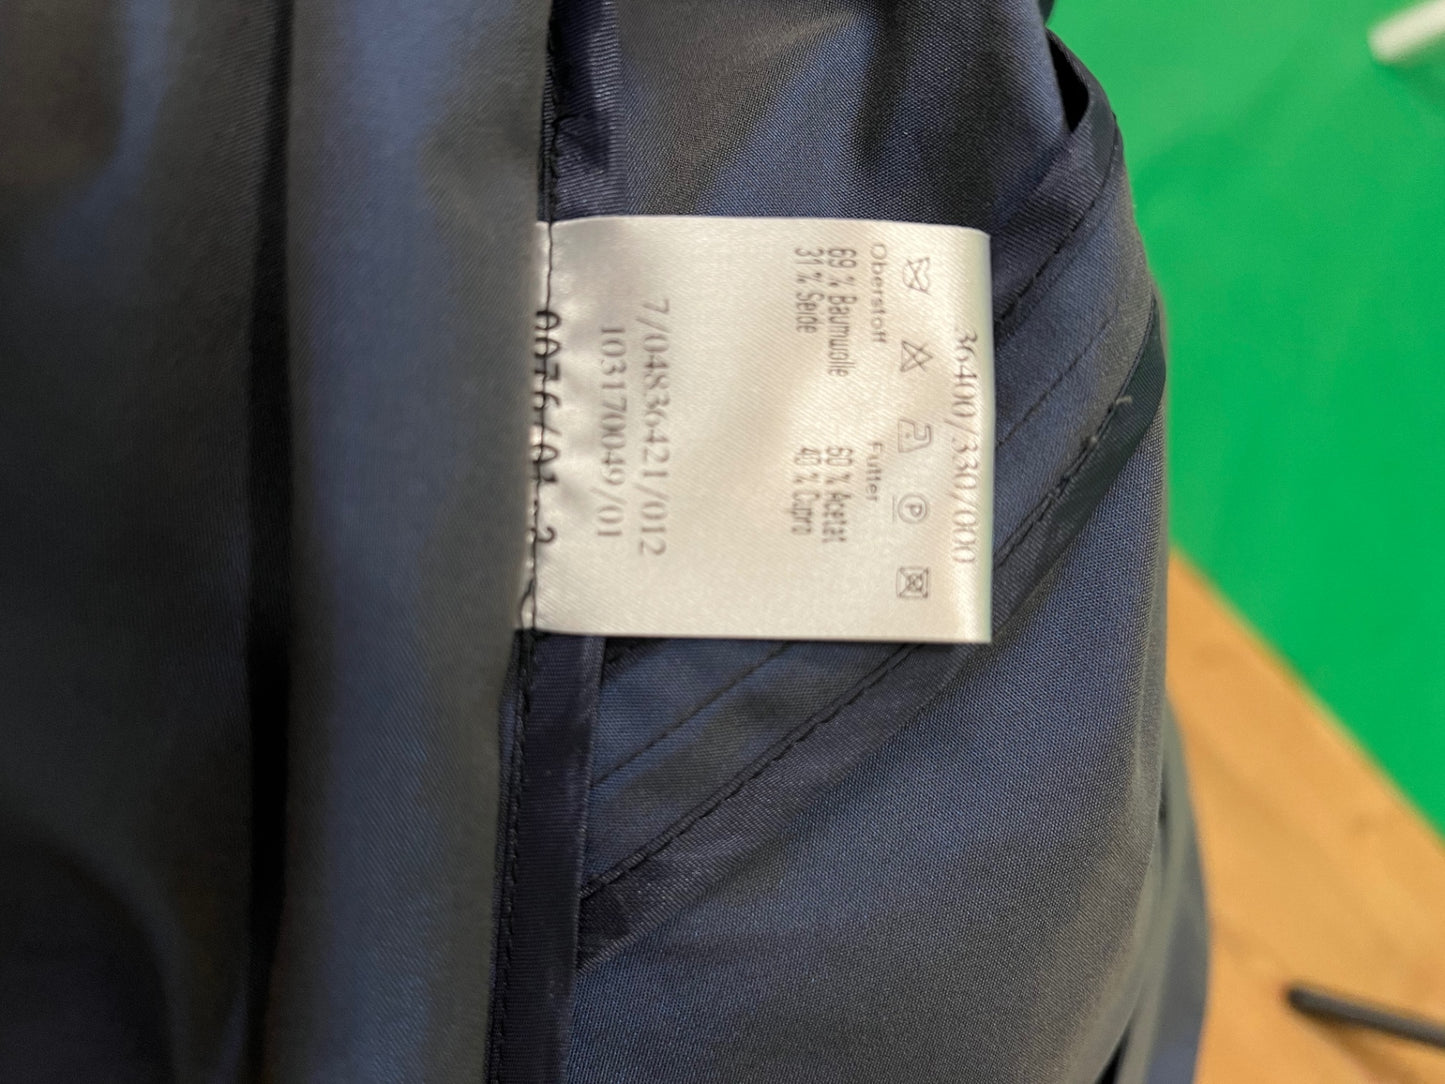 36400/330/000
Oberstoff
69 % Baumwolle
31 % Seide
Futter
60 % Acetat
40 % Cupro
7/04836421/012
103170049/01